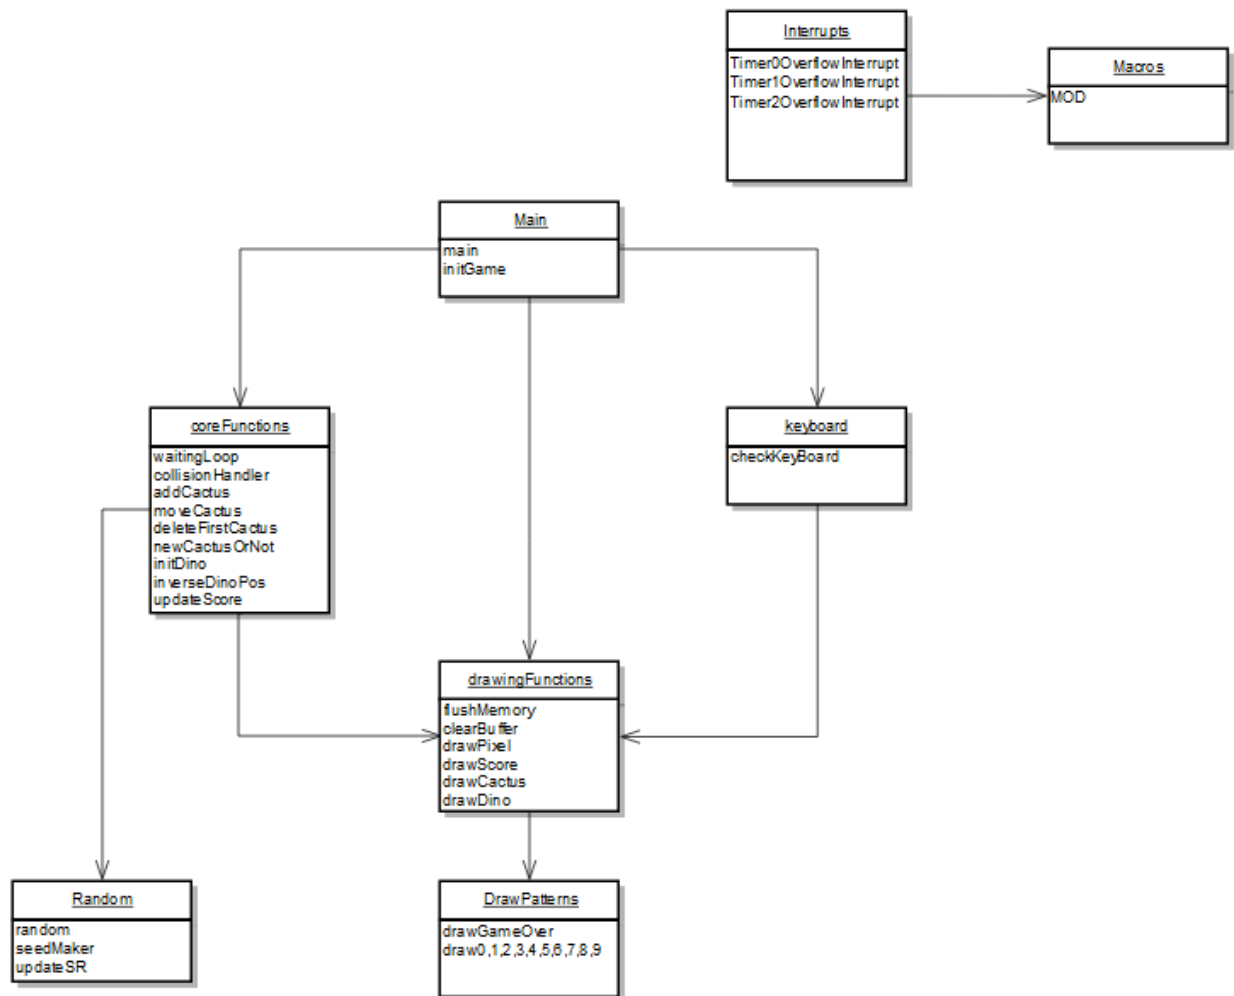 Interrupts
Timer0OverflowInterrupt
Timer1OverflowInterrupt
Timer2OverflowInterrupt
Macros
MOD
Main
main
initGame
coreFunctions
waitingLoop
collisionHandler
addCactus
moveCactus
deleteFirstCactus
newCactusOrNot
initDino
inverseDinoPos
updateScore
keyboard
checkKeyBoard
drawingFunctions
flushMemory
clearBuffer
drawPixel
drawScore
drawCactus
drawDino
Random
random
seedMaker
updateSR
DrawPatterns
drawGameOver
draw0,1,2,3,4,5,6,7,8,9